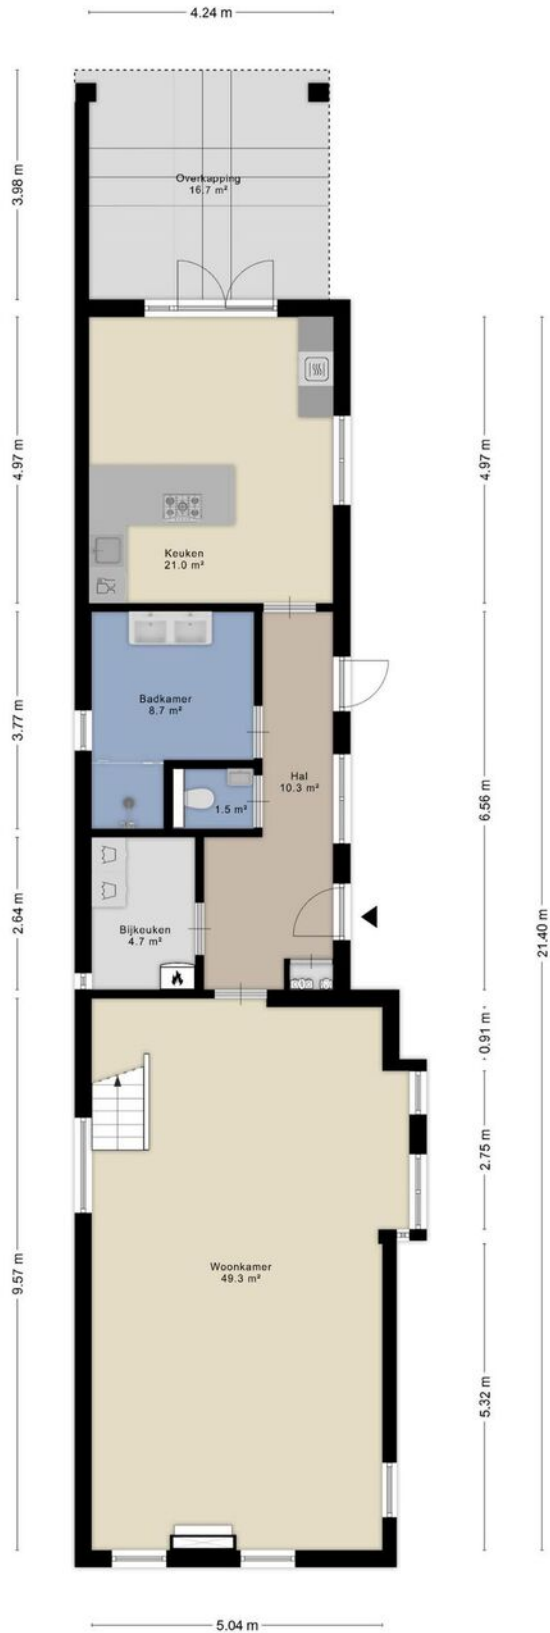 4.24 m
3.98 m
Overkapping
16,7 m²
4.97 m
4.97 m
Keuken
21.0 m²
3.77 m
Badkamer
8.7 m²
Hal
10.3 m²
1.5 m²
6.56 m
2.64 m
Bijkeuken
4.7 m²
21.40 m
0.91 m
2.75 m
9.57 m
Woonkamer
49.3 m²
5.32 m
5.04 m